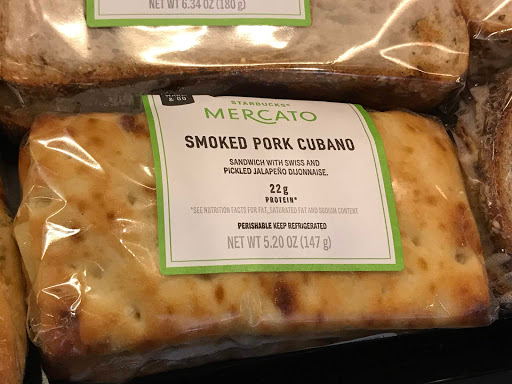 NET WT 6.34 OZ (180 g)
& GO
STARBUCKS®
MERCATO
SMOKED PORK CUBANO
SANDWICH WITH SWISS AND
PICKLED JALAPEÑO DIJONNAISE.
22g
PROTEIN*
*SEE NUTRITION FACTS FOR FAT, SATURATED FAT AND SODIUM CONTENT
PERISHABLE KEEP REFRIGERATED
NET WT 5.20 OZ (147 g)